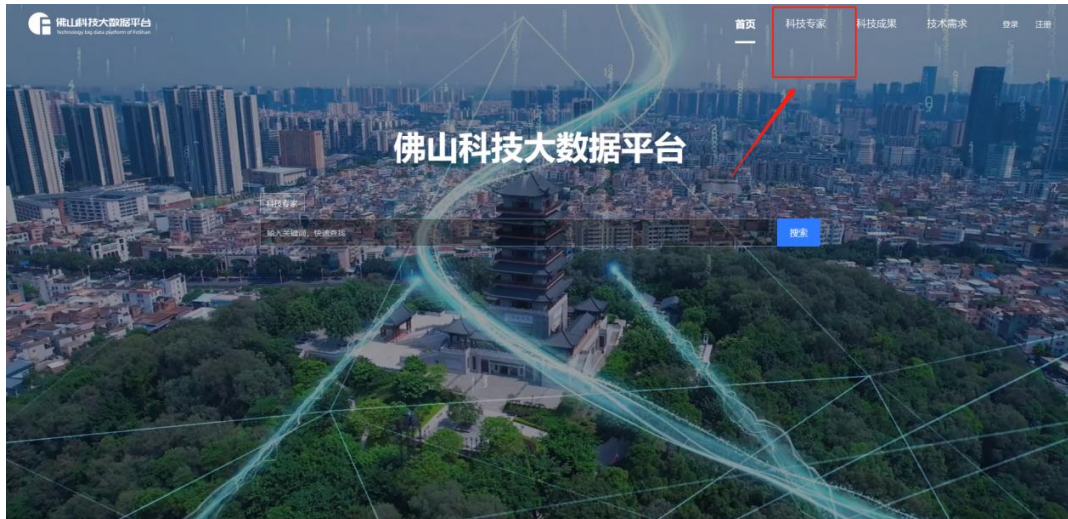 佛山科技大数据平台
Technology big data platform of FoShan
首页 科技专家 科技成果 技术需求 登录 注册
佛山科技大数据平台
科技专家
输入关键词，快速查找
搜索